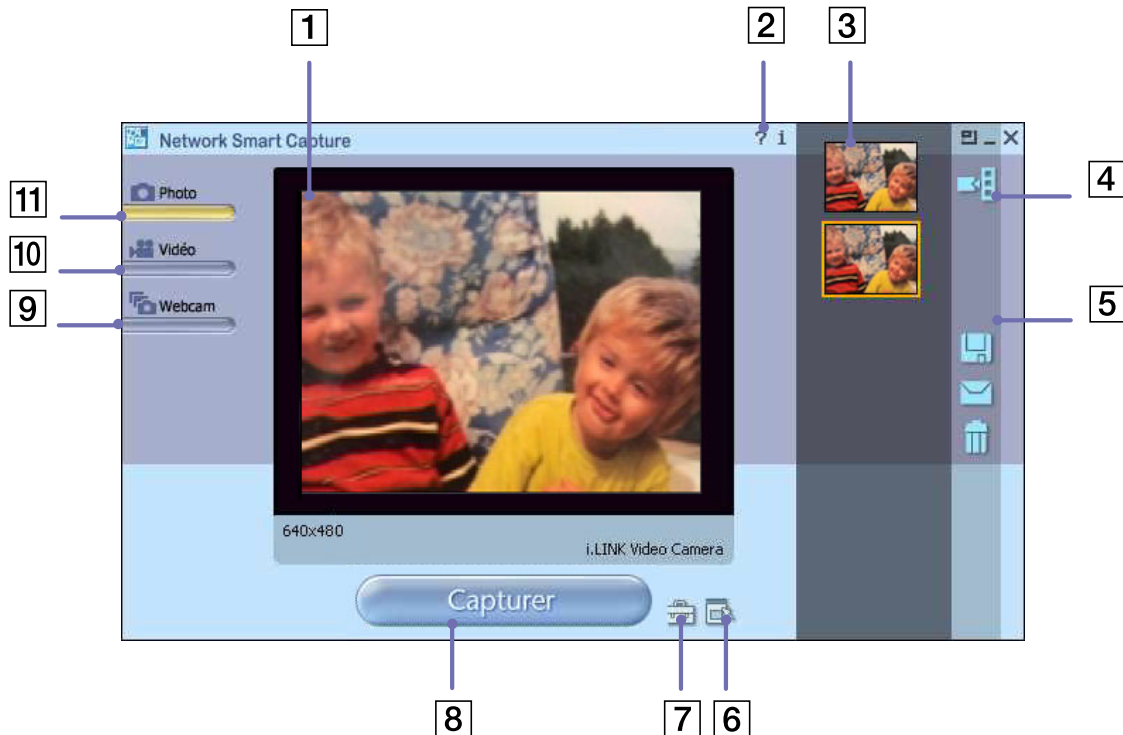 1
2
3
Network Smart Capture
? i
Photo
11
4
Vidéo
10
Webcam
9
5
640x480
i.LINK Video Camera
Capturer
8
7
6